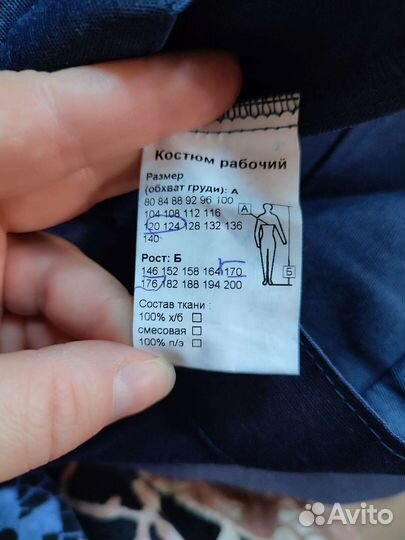 Костюм рабочий
Размер
(обхват груди): А
80 84 88 92 96 100
104 108 112 116
120 124 128 132 136
140
А
Рост: Б
146 152 158 164 170
176 182 188 194 200
Б
Состав ткани :
100% х/б
смесовая
100% п/э
Avito